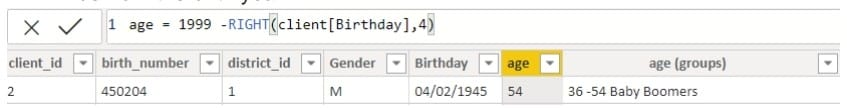 1 age = 1999 -RIGHT(client[Birthday],4)
client_id birth_number district_id Gender Birthday age age (groups)
2 450204 1 M 04/02/1945 54 36 -54 Baby Boomers